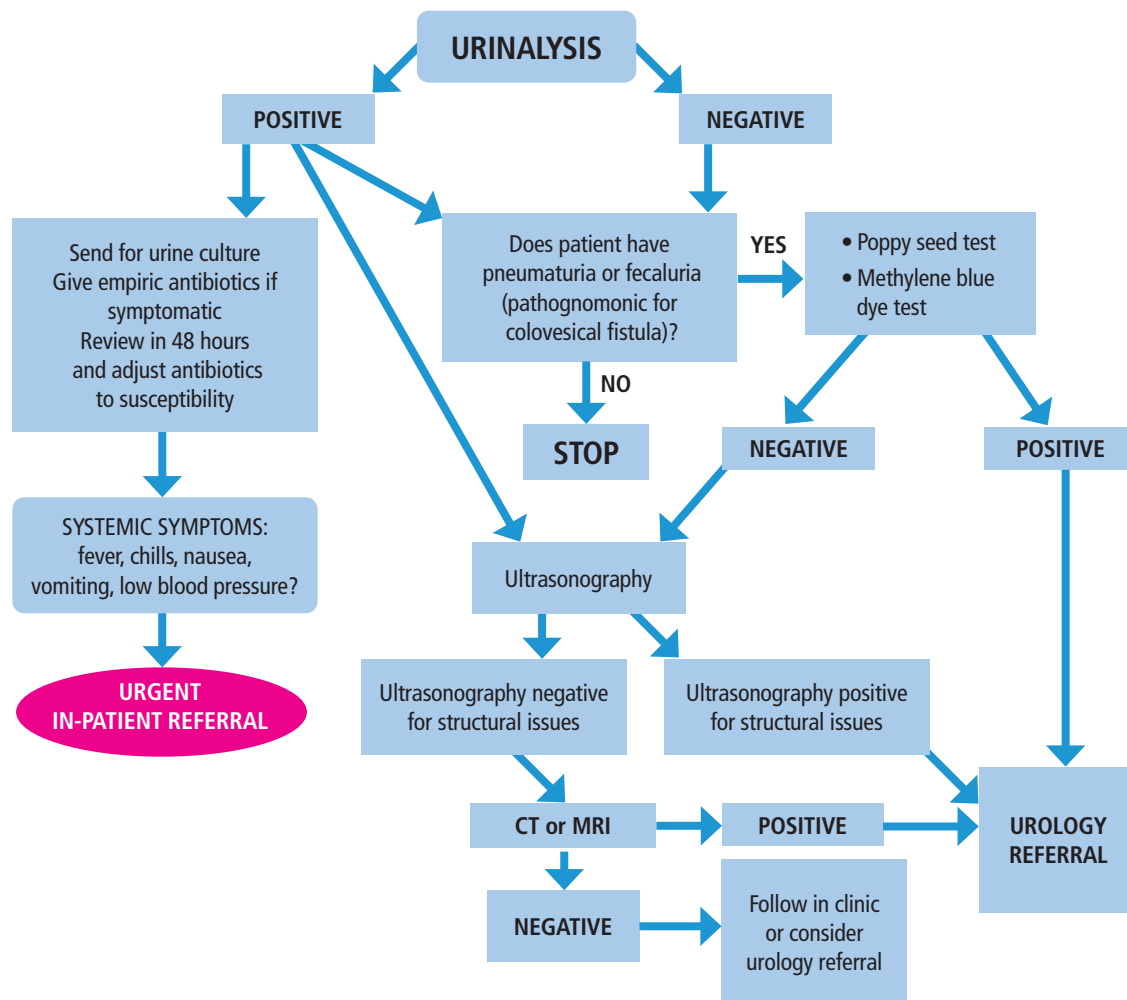 URINALYSIS
POSITIVE
NEGATIVE
Send for urine culture
Give empiric antibiotics if
symptomatic
Review in 48 hours
and adjust antibiotics
to susceptibility
Does patient have
pneumaturia or fecaluria
(pathognomonic for
colovesical fistula)?
YES
• Poppy seed test
• Methylene blue
dye test
NO
STOP
NEGATIVE
POSITIVE
SYSTEMIC SYMPTOMS:
fever, chills, nausea,
vomiting, low blood pressure?
Ultrasonography
URGENT
IN-PATIENT REFERRAL
Ultrasonography negative
for structural issues
Ultrasonography positive
for structural issues
CT or MRI
POSITIVE
UROLOGY
REFERRAL
NEGATIVE
Follow in clinic
or consider
urology referral